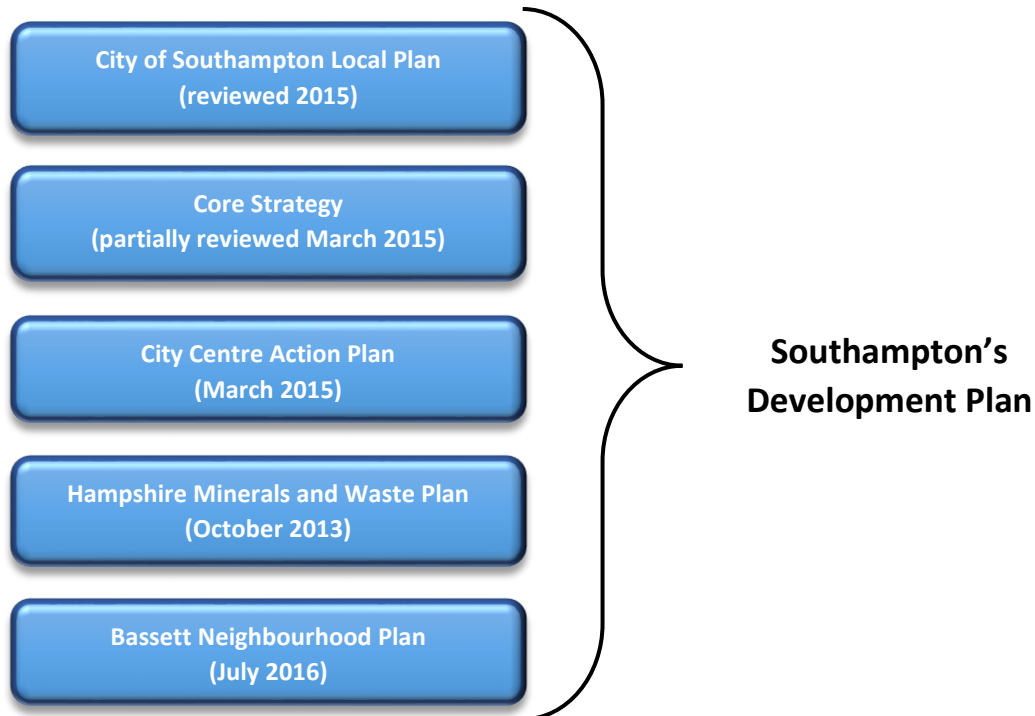 City of Southampton Local Plan
(reviewed 2015)
Core Strategy
(partially reviewed March 2015)
City Centre Action Plan
(March 2015)
Hampshire Minerals and Waste Plan
(October 2013)
Bassett Neighbourhood Plan
(July 2016)
Southampton’s
Development Plan